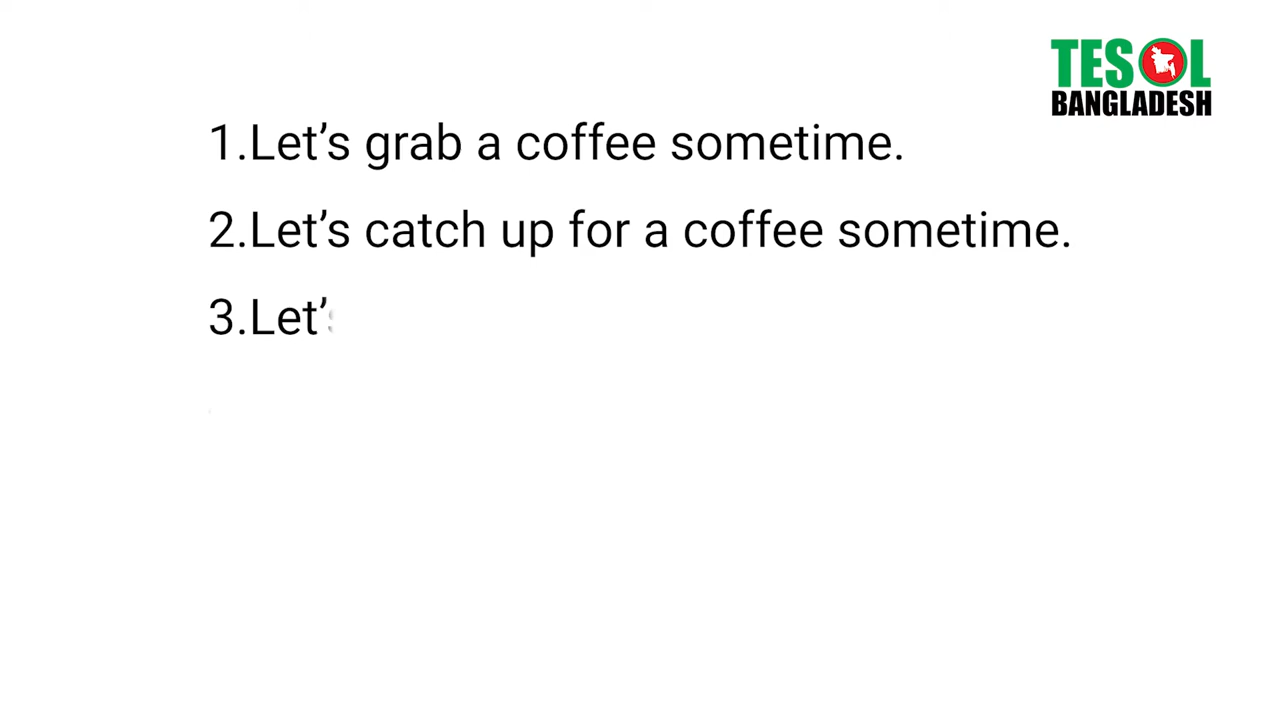 TESOL
BANGLADESH
1.Let’s grab a coffee sometime.
2.Let’s catch up for a coffee sometime.
3.Let’s